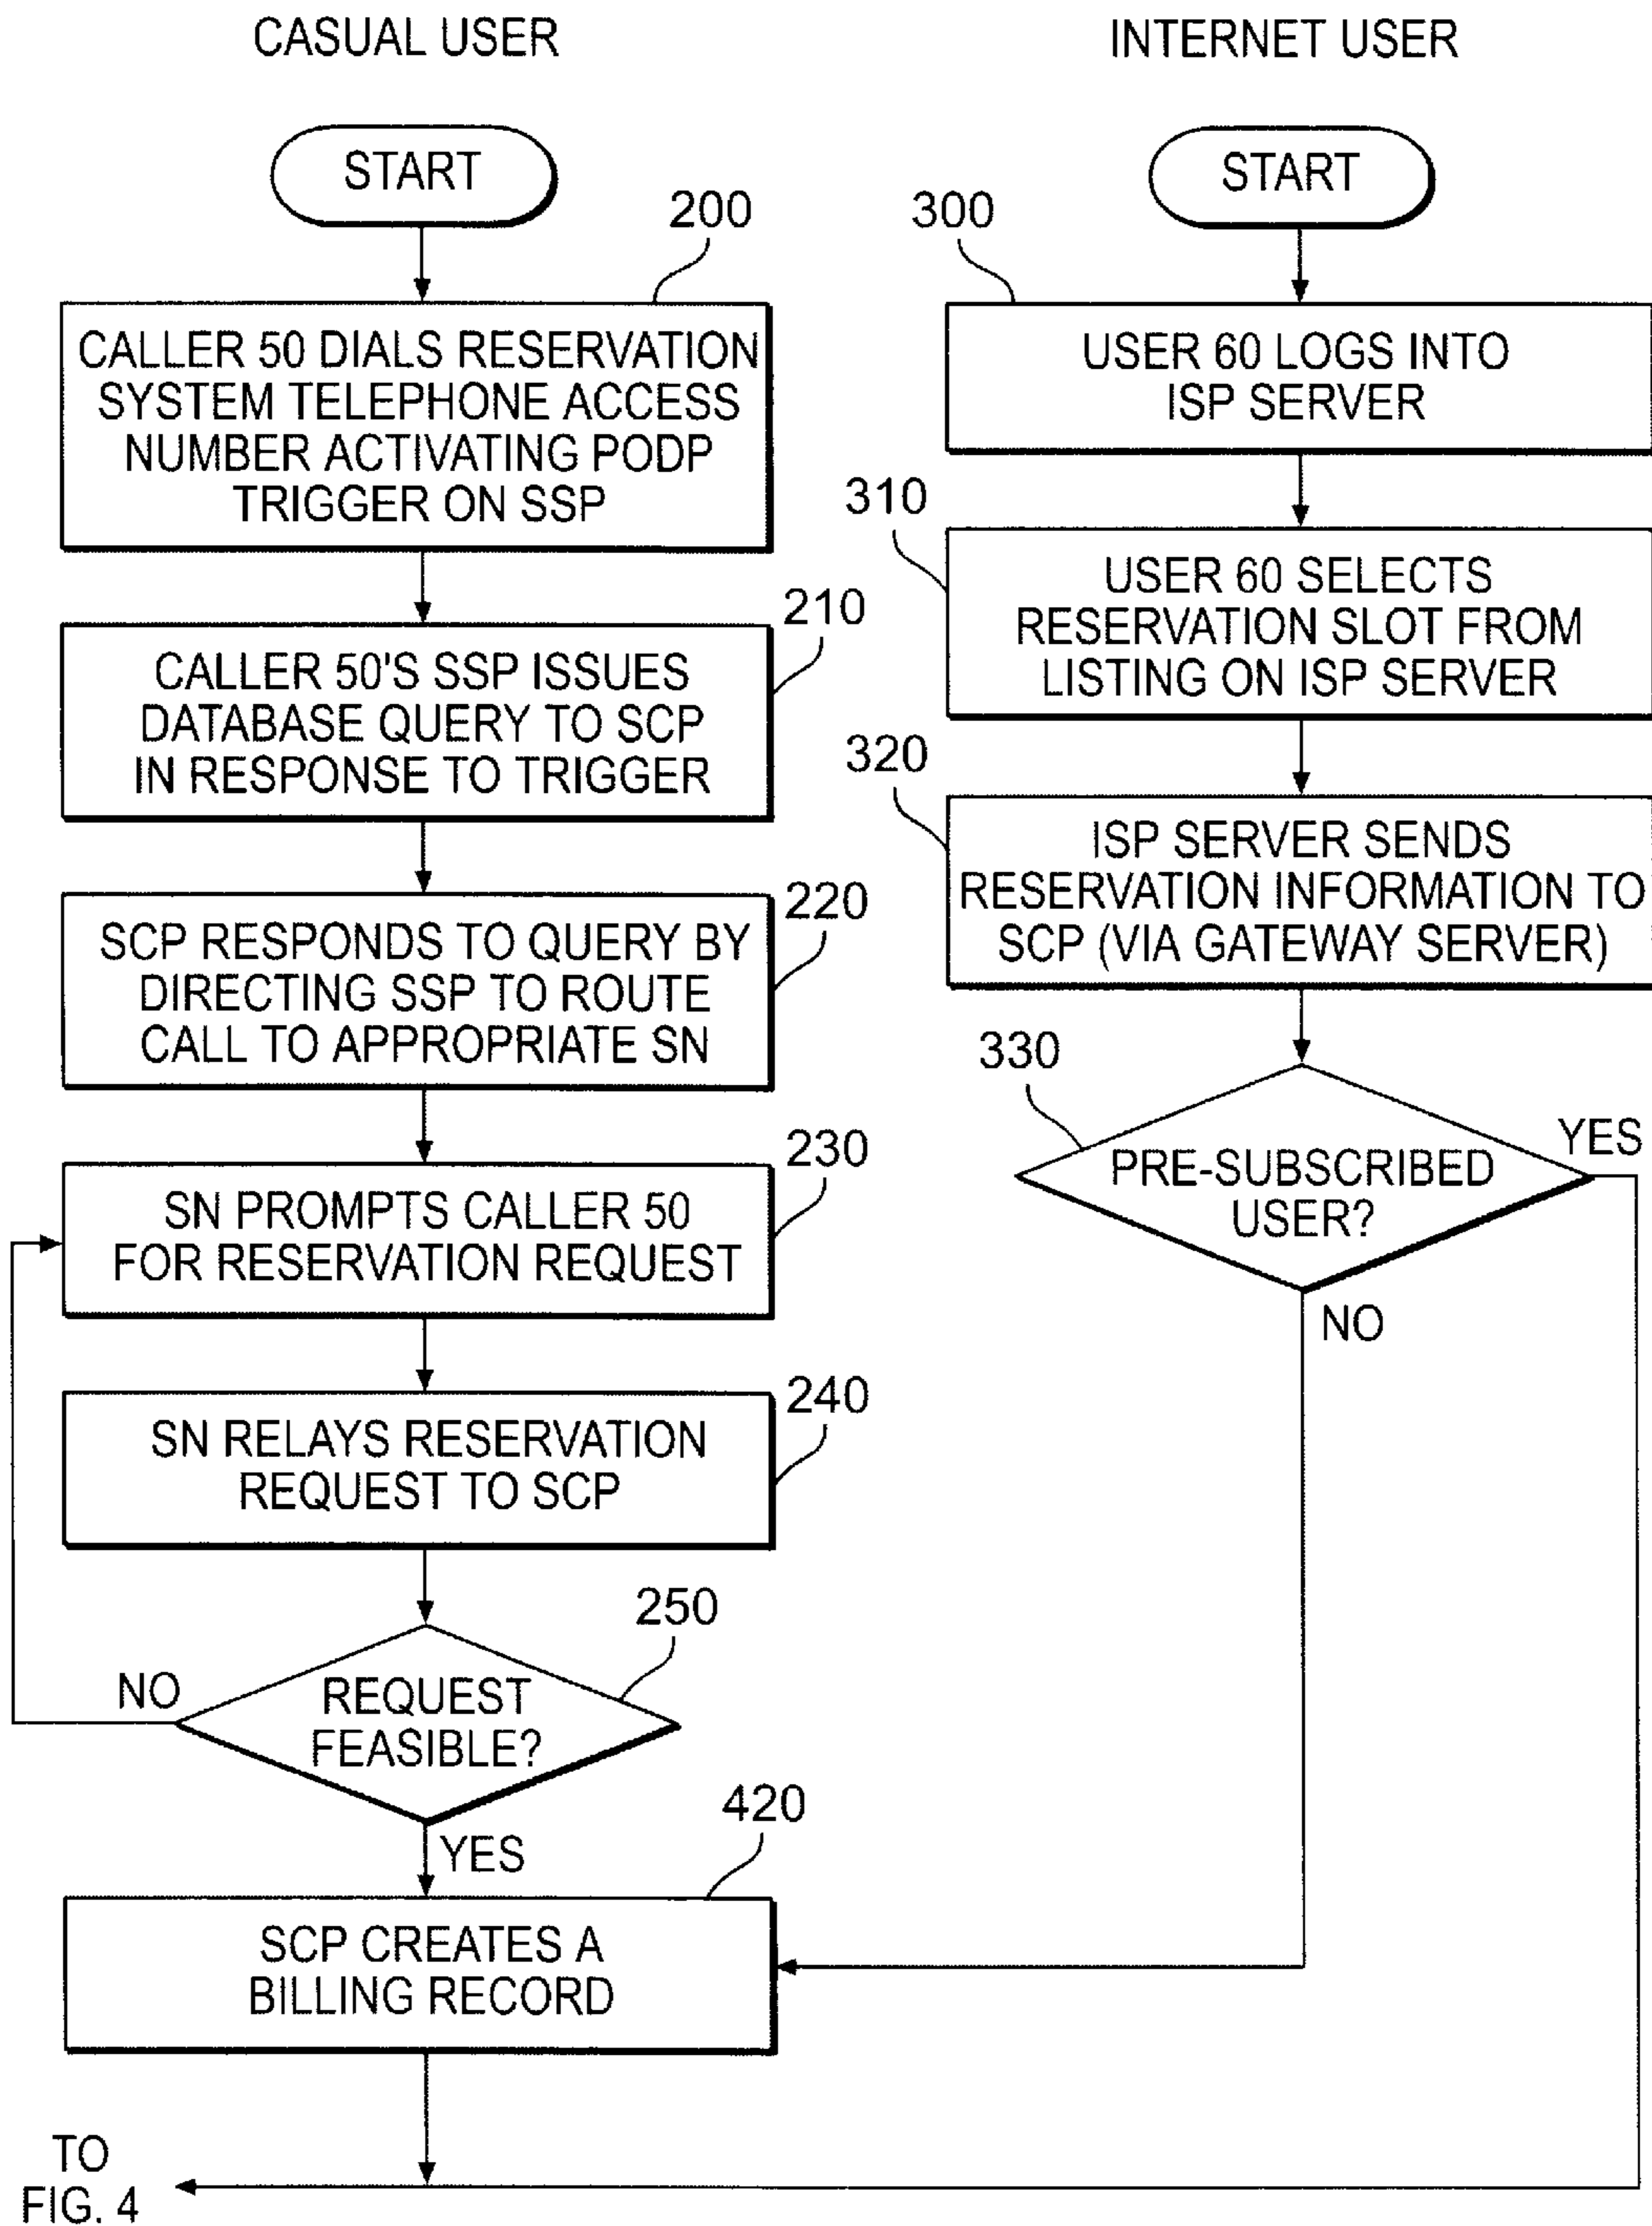 CASUAL USER
START
200
CALLER 50 DIALS RESERVATION
SYSTEM TELEPHONE ACCESS
NUMBER ACTIVATING PODP
TRIGGER ON SSP
210
CALLER 50'S SSP ISSUES
DATABASE QUERY TO SCP
IN RESPONSE TO TRIGGER
220
SCP RESPONDS TO QUERY BY
DIRECTING SSP TO ROUTE
CALL TO APPROPRIATE SN
230
SN PROMPTS CALLER 50
FOR RESERVATION REQUEST
240
SN RELAYS RESERVATION
REQUEST TO SCP
250
REQUEST
FEASIBLE?
NO
YES
420
SCP CREATES A
BILLING RECORD
TO
FIG. 4
INTERNET USER
START
300
USER 60 LOGS INTO
ISP SERVER
310
USER 60 SELECTS
RESERVATION SLOT FROM
LISTING ON ISP SERVER
320
ISP SERVER SENDS
RESERVATION INFORMATION TO
SCP (VIA GATEWAY SERVER)
330
PRE-SUBSCRIBED
USER?
YES
NO